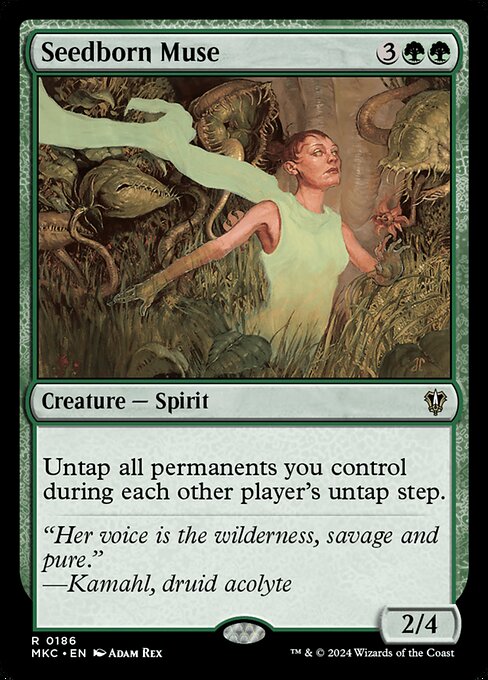 Seedborn Muse 3
Creature — Spirit
Untap all permanents you control
during each other player's untap step.
“Her voice is the wilderness, savage and
pure.”
—Kamahl, druid acolyte
2/4
R 0186
MKC • EN Adam Rex
™ & © 2024 Wizards of the Coast